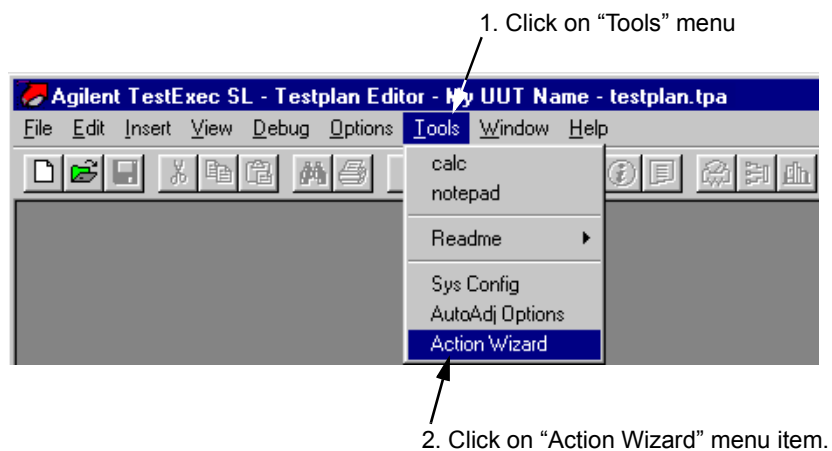 1. Click on “Tools” menu
Agilent TestExec SL - Testplan Editor - My UUT Name - testplan.tpa
File Edit Insert View Debug Options Tools Window Help
calc
notepad
Readme
Sys Config
AutoAdj Options
Action Wizard
2. Click on “Action Wizard” menu item.